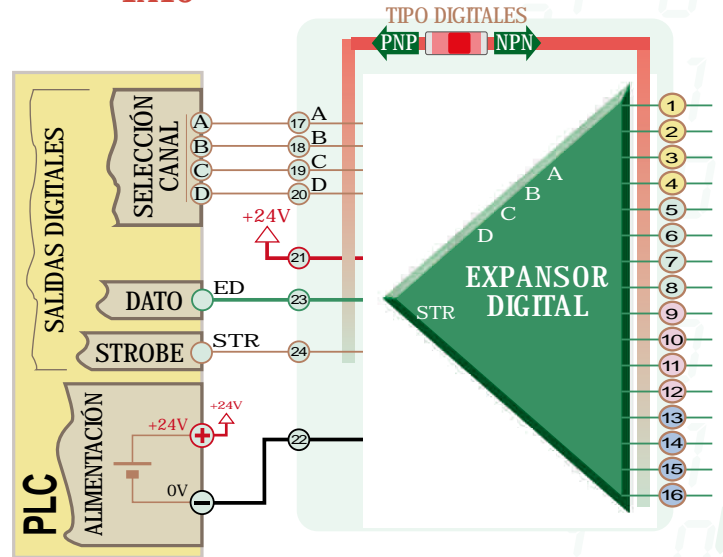 TIPO DIGITALES
PNP
NPN
SALIDAS DIGITALES
SELECCIÓN
CANAL
A
B
C
D
17 A
18 B
19 C
20 D
+24V
21
DATO
ED
23
STROBE
STR
24
PLC
ALIMENTACIÓN
+24V
+24V
+
0V
−
22
A
B
C
D
STR
EXPANSOR
DIGITAL
1
2
3
4
5
6
7
8
9
10
11
12
13
14
15
16